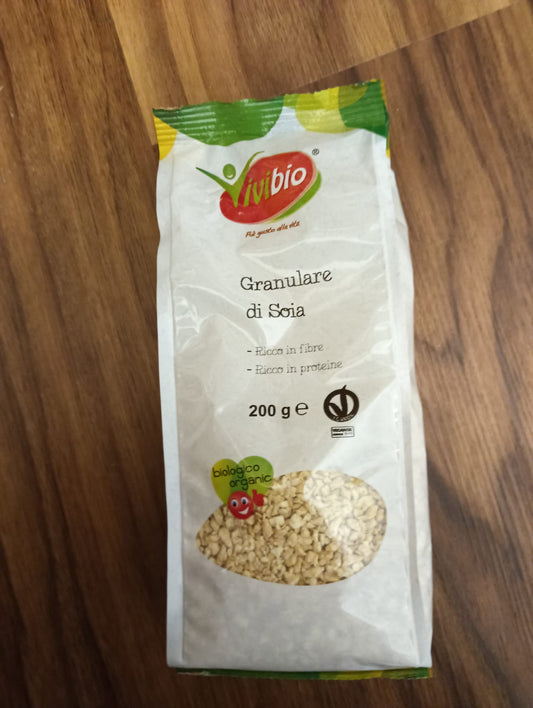 Vivibio®
Più gusto alla vita
Granulare
di Soia
- Ricco in fibre
- Ricco in proteine
200 g ℮
biologico
organic